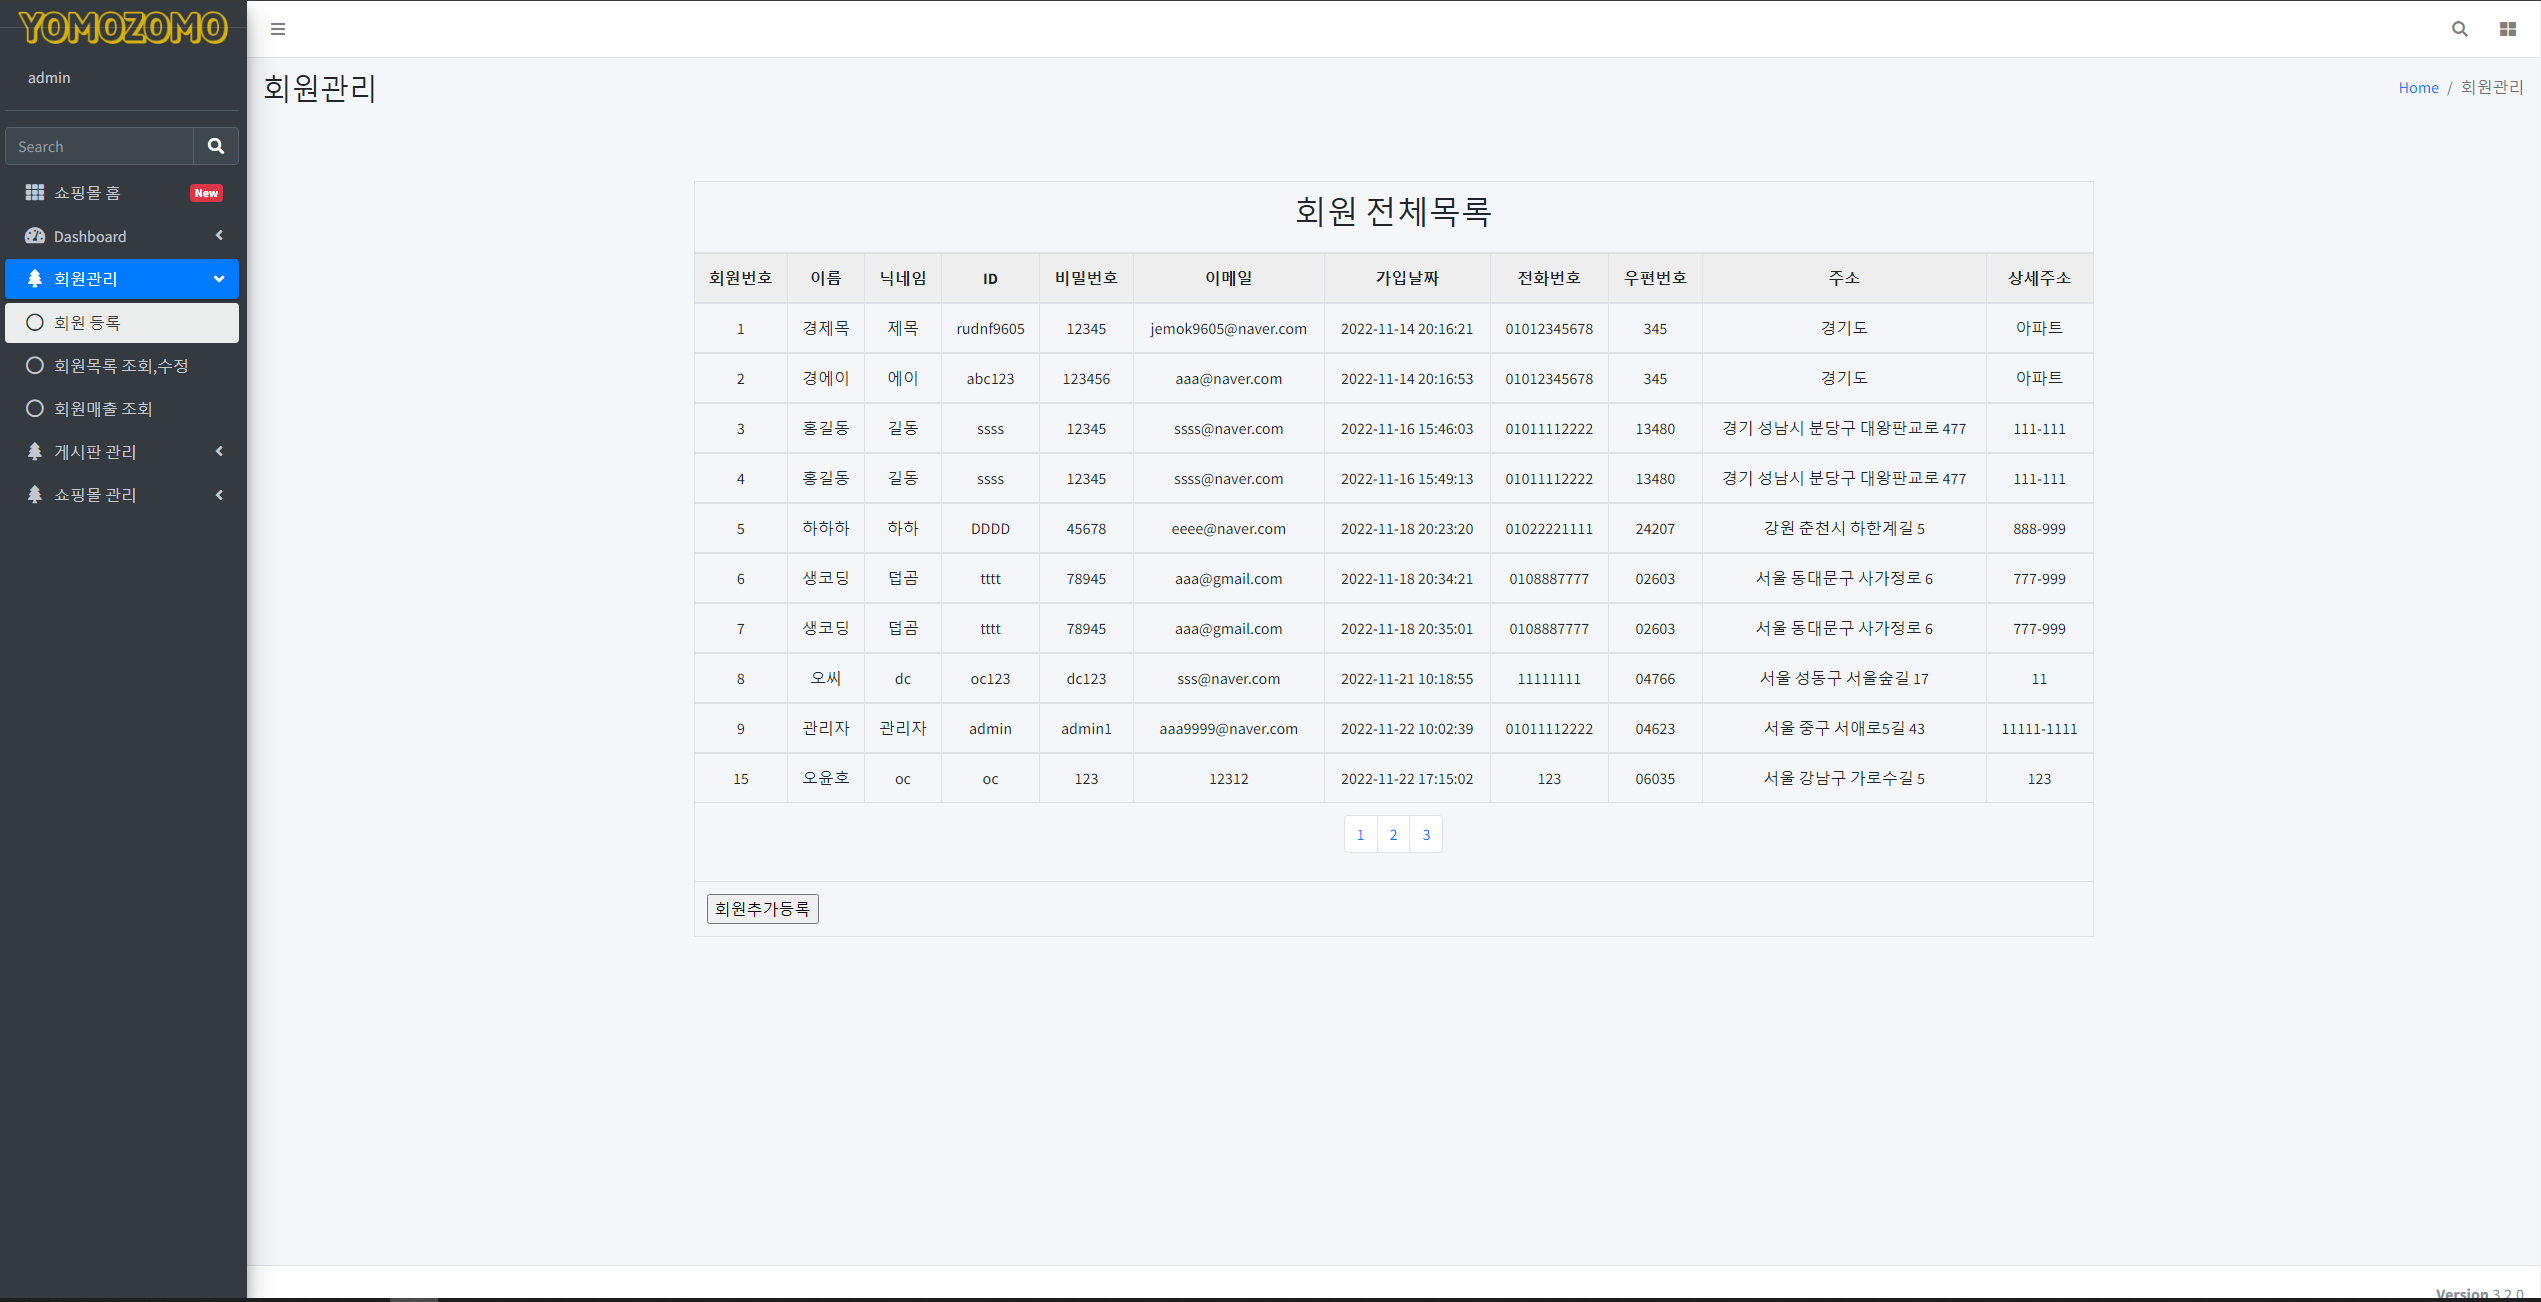 YOMOZOMO
admin
Search
쇼핑몰 홈 New
Dashboard
회원관리
회원 등록
회원목록 조회,수정
회원매출 조회
게시판 관리
쇼핑몰 관리
회원관리
Home / 회원관리
회원 전체목록
회원번호 이름 닉네임 ID 비밀번호 이메일 가입날짜 전화번호 우편번호 주소 상세주소
1 경제목 제목 rudnf9605 12345 jemok9605@naver.com 2022-11-14 20:16:21 01012345678 345 경기도 아파트
2 경에이 에이 abc123 123456 aaa@naver.com 2022-11-14 20:16:53 01012345678 345 경기도 아파트
3 홍길동 길동 ssss 12345 ssss@naver.com 2022-11-16 15:46:03 01011112222 13480 경기 성남시 분당구 대왕판교로 477 111-111
4 홍길동 길동 ssss 12345 ssss@naver.com 2022-11-16 15:49:13 01011112222 13480 경기 성남시 분당구 대왕판교로 477 111-111
5 하하하 하하 DDDD 45678 eeee@naver.com 2022-11-18 20:23:20 01022221111 24207 강원 춘천시 하한계길 5 888-999
6 생코딩 덥곰 tttt 78945 aaa@gmail.com 2022-11-18 20:34:21 0108887777 02603 서울 동대문구 사가정로 6 777-999
7 생코딩 덥곰 tttt 78945 aaa@gmail.com 2022-11-18 20:35:01 0108887777 02603 서울 동대문구 사가정로 6 777-999
8 오씨 dc oc123 dc123 sss@naver.com 2022-11-21 10:18:55 11111111 04766 서울 성동구 서울숲길 17 11
9 관리자 관리자 admin admin1 aaa9999@naver.com 2022-11-22 10:02:39 01011112222 04623 서울 중구 서애로5길 43 11111-1111
15 오윤호 oc oc 123 12312 2022-11-22 17:15:02 123 06035 서울 강남구 가로수길 5 123
1 2 3
회원추가등록
Version 3.2.0